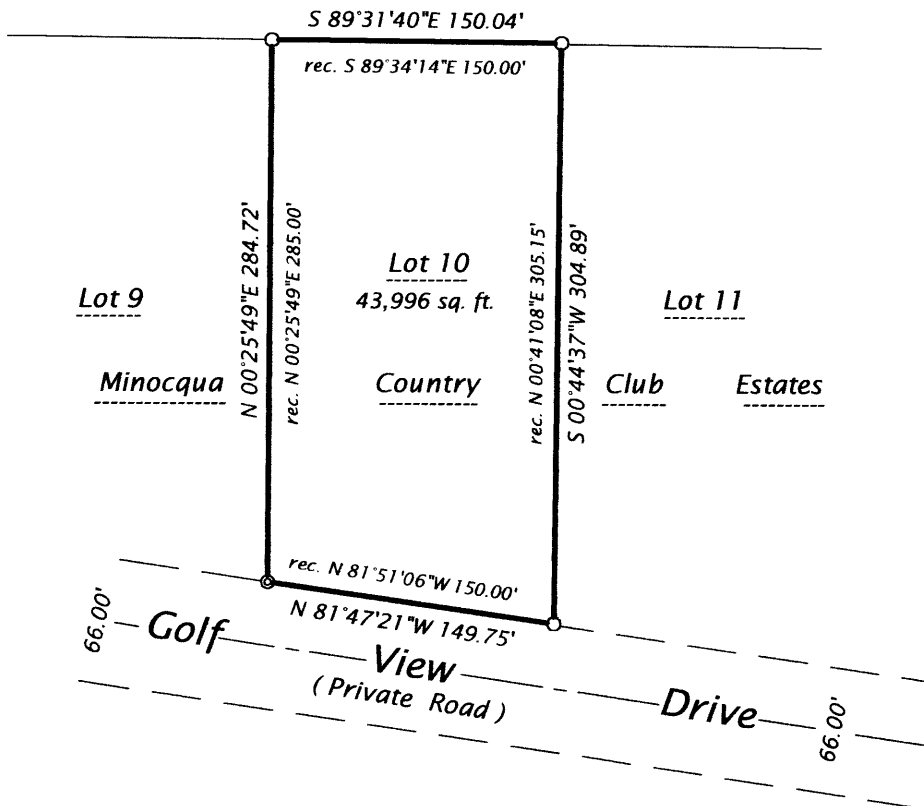 S 89°31'40"E 150.04'
rec. S 89°34'14"E 150.00'
N 00°25'49"E 284.72'
rec. N 00°25'49"E 285.00'
rec. N 00°41'08"E 305.15'
S 00°44'37"W 304.89'
Lot 10
43,996 sq. ft.
Lot 9
Lot 11
Minocqua Country Club Estates
rec. N 81°51'06"W 150.00'
N 81°47'21"W 149.75'
66.00'
Golf View Drive
( Private Road )
66.00'